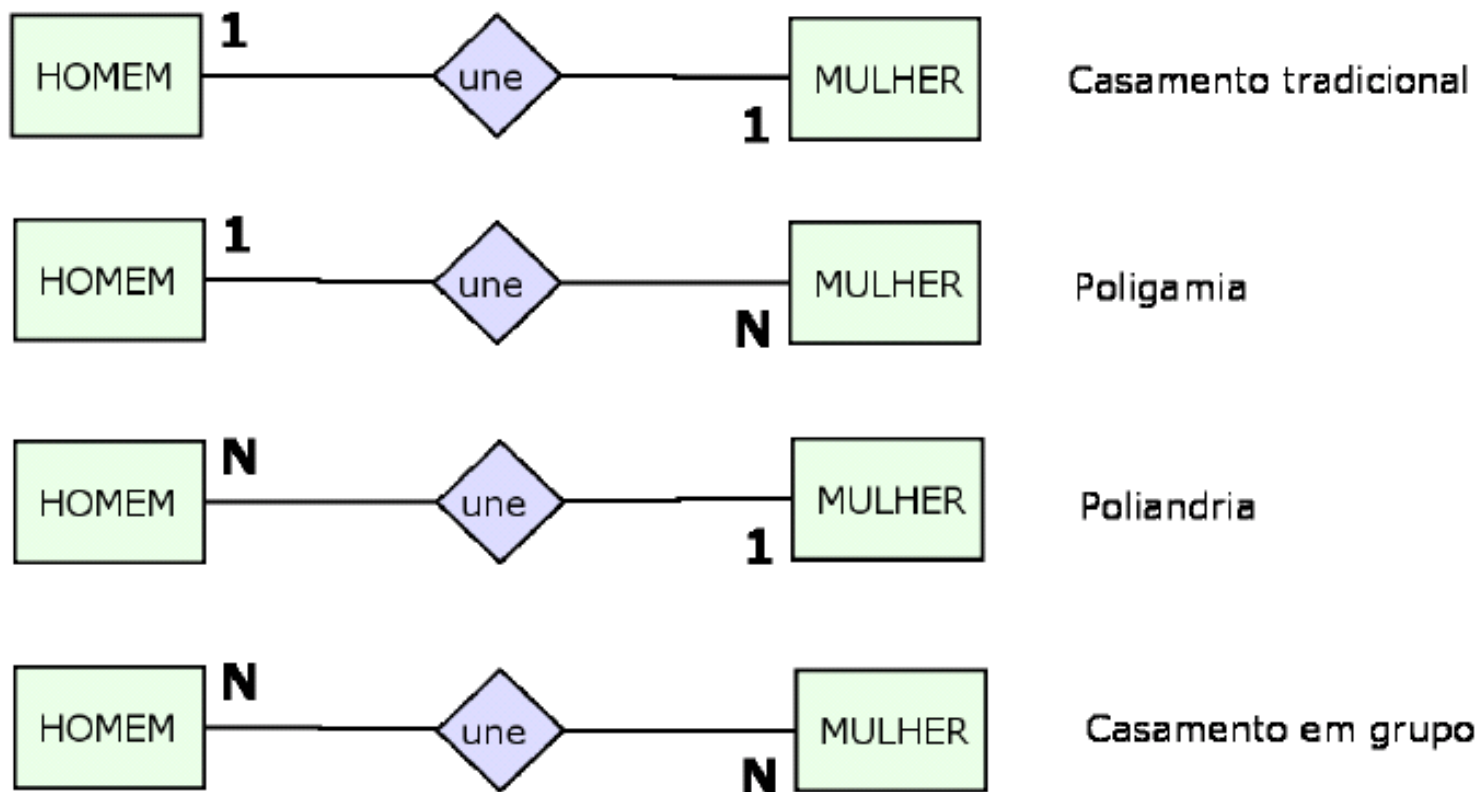 1
HOMEM une MULHER Casamento tradicional
1
1
HOMEM une MULHER Poligamia
N
N
HOMEM une MULHER Poliandria
1
N
HOMEM une MULHER Casamento em grupo
N